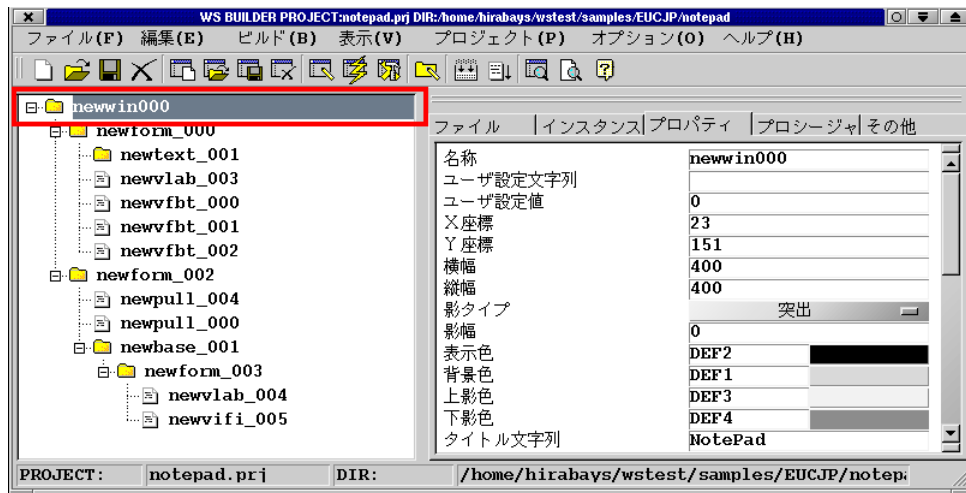 WS BUILDER PROJECT:notepad.prj DIR:/home/hirabays/wstest/samples/EUCJP/notepad
ファイル(F) 編集(E) ビルド(B) 表示(V) プロジェクト(P) オプション(O) ヘルプ(H)
newwin000
newform_000
newtext_001
newvlab_003
newvfbt_000
newvfbt_001
newvfbt_002
newform_002
newpull_004
newpull_000
newbase_001
newform_003
newvlab_004
newvifi_005
ファイル インスタンス プロパティ プロシージャ その他
名称 newwin000
ユーザ設定文字列
ユーザ設定値 0
X座標 23
Y座標 151
横幅 400
縦幅 400
影タイプ 突出
影幅 0
表示色 DEF2
背景色 DEF1
上影色 DEF3
下影色 DEF4
タイトル文字列 NotePad
PROJECT: notepad.prj DIR: /home/hirabays/wstest/samples/EUCJP/notep